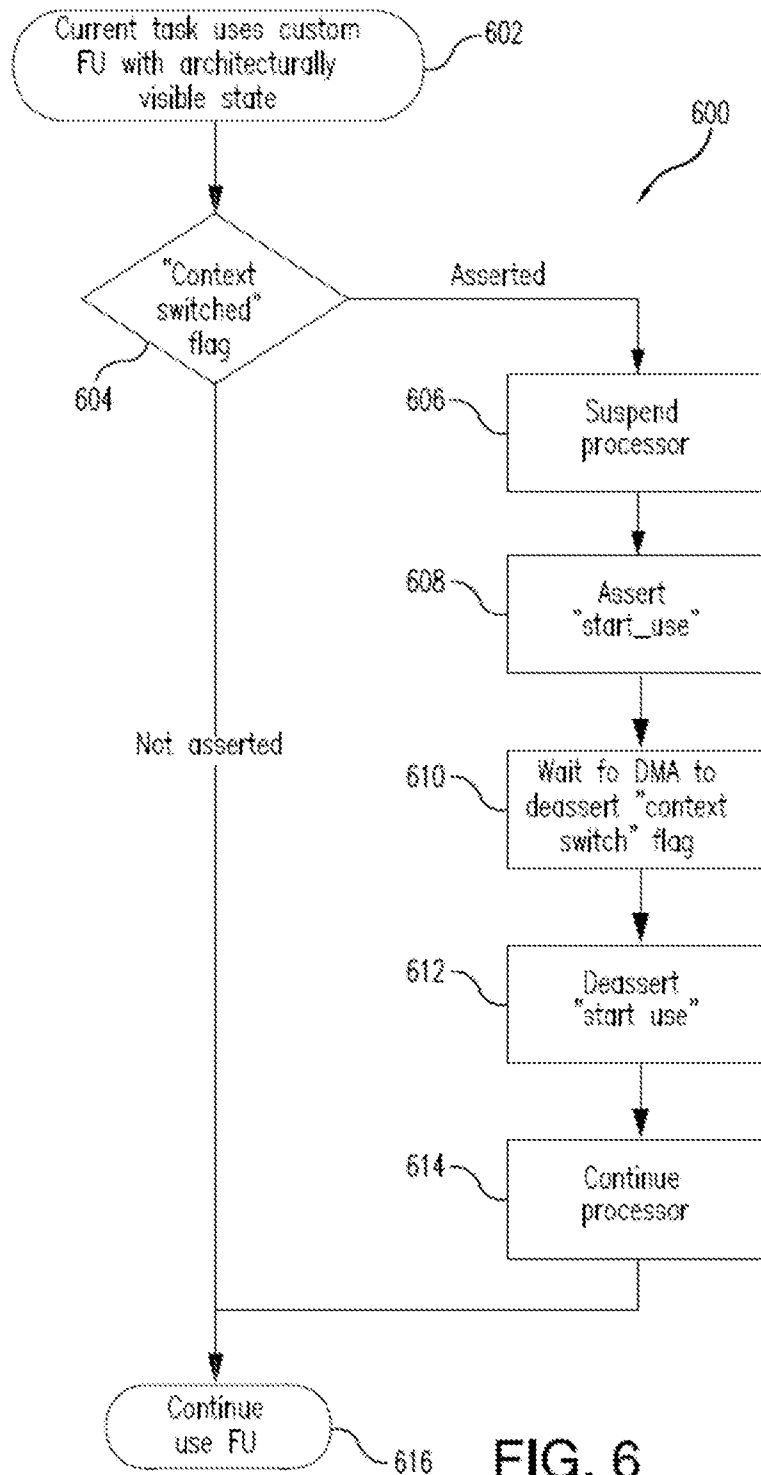 Current task uses custom
FU with architecturally
visible state
602
600
"Context
switched"
flag
604
Asserted
606
Suspend
processor
608
Assert
"start_use"
Not asserted
610
Wait fo DMA to
deassert "context
switch" flag
612
Deassert
"start use"
614
Continue
processor
Continue
use FU
616
FIG. 6